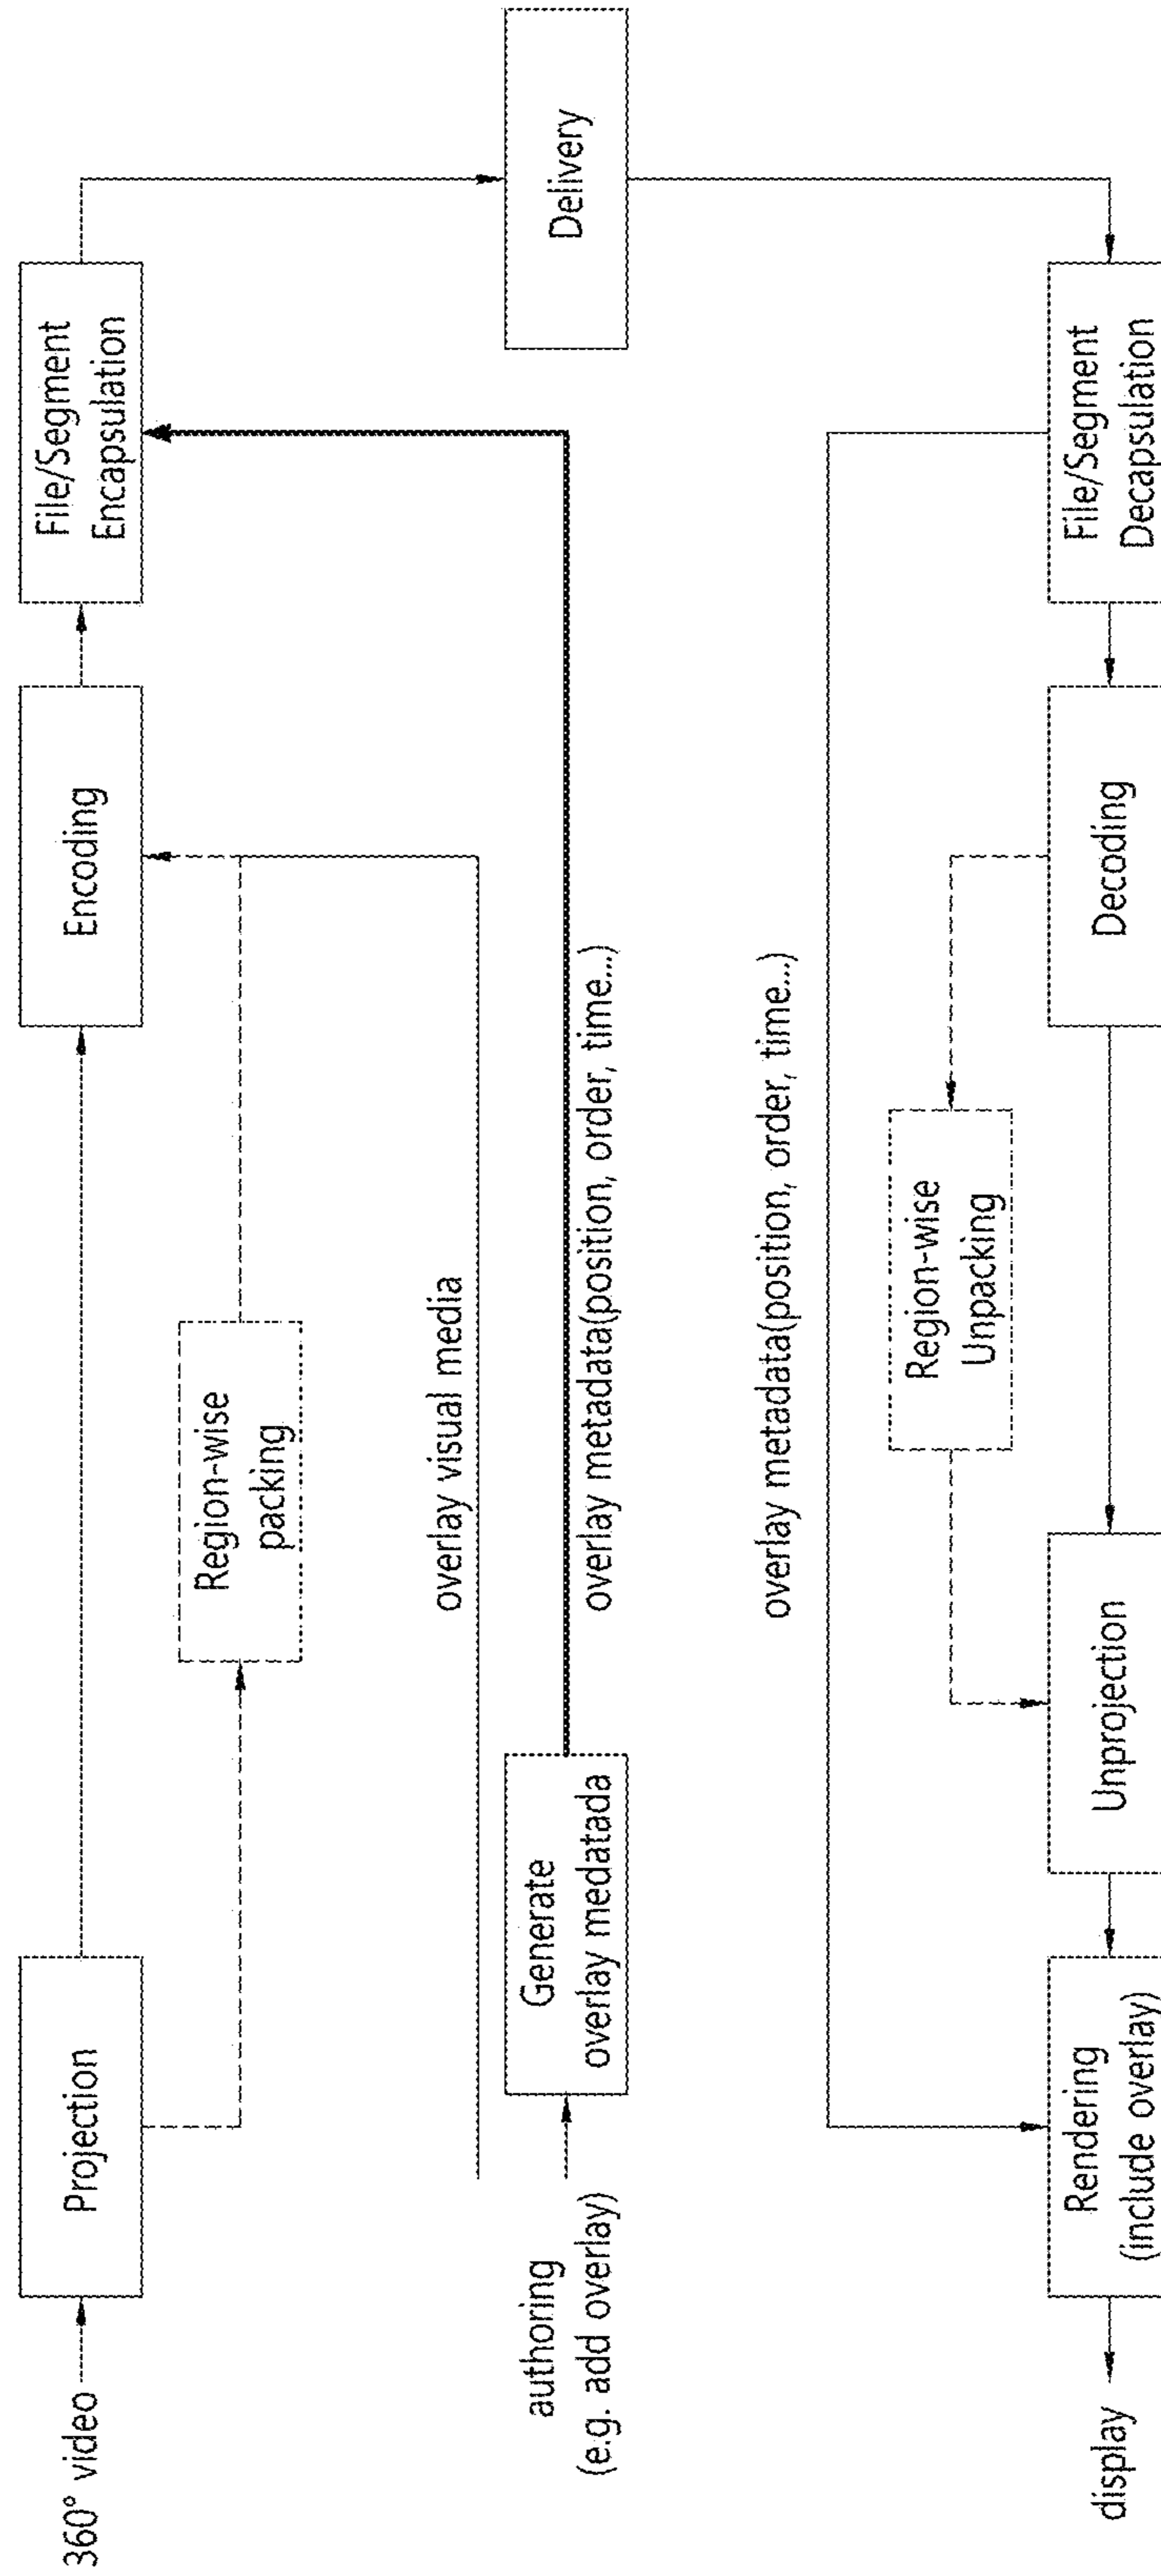 360° video
Projection
Region-wise
packing
Encoding
File/Segment
Encapsulation
overlay visual media
authoring
(e.g. add overlay)
Generate
overlay medatada
overlay metadata(position, order, time...)
Delivery
overlay metadata(position, order, time...)
display
Rendering
(include overlay)
Unprojection
Region-wise
Unpacking
Decoding
File/Segment
Decapsulation